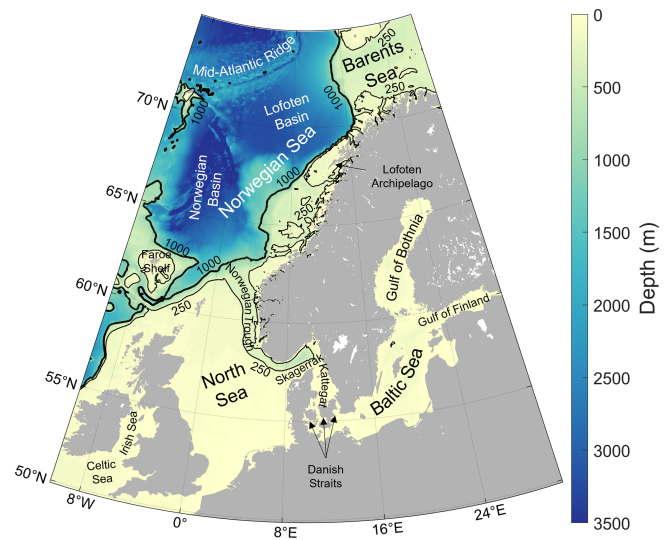 250
Barents
Sea
250
Mid-Atlantic Ridge
1000
1000
Lofoten
Basin
Norwegian Sea
Norwegian
Basin
1000
Lofoten
Archipelago
250
1000
1000
Faroe
Shelf
250
Norwegian Trough
250
Gulf of Bothnia
Gulf of Finland
North
Sea
Skagerrak
Kattegat
Baltic Sea
Irish Sea
Celtic
Sea
Danish
Straits
70°N
65°N
60°N
55°N
50°N
8°W
0°
8°E
16°E
24°E
0
500
1000
1500
2000
2500
3000
3500
Depth (m)